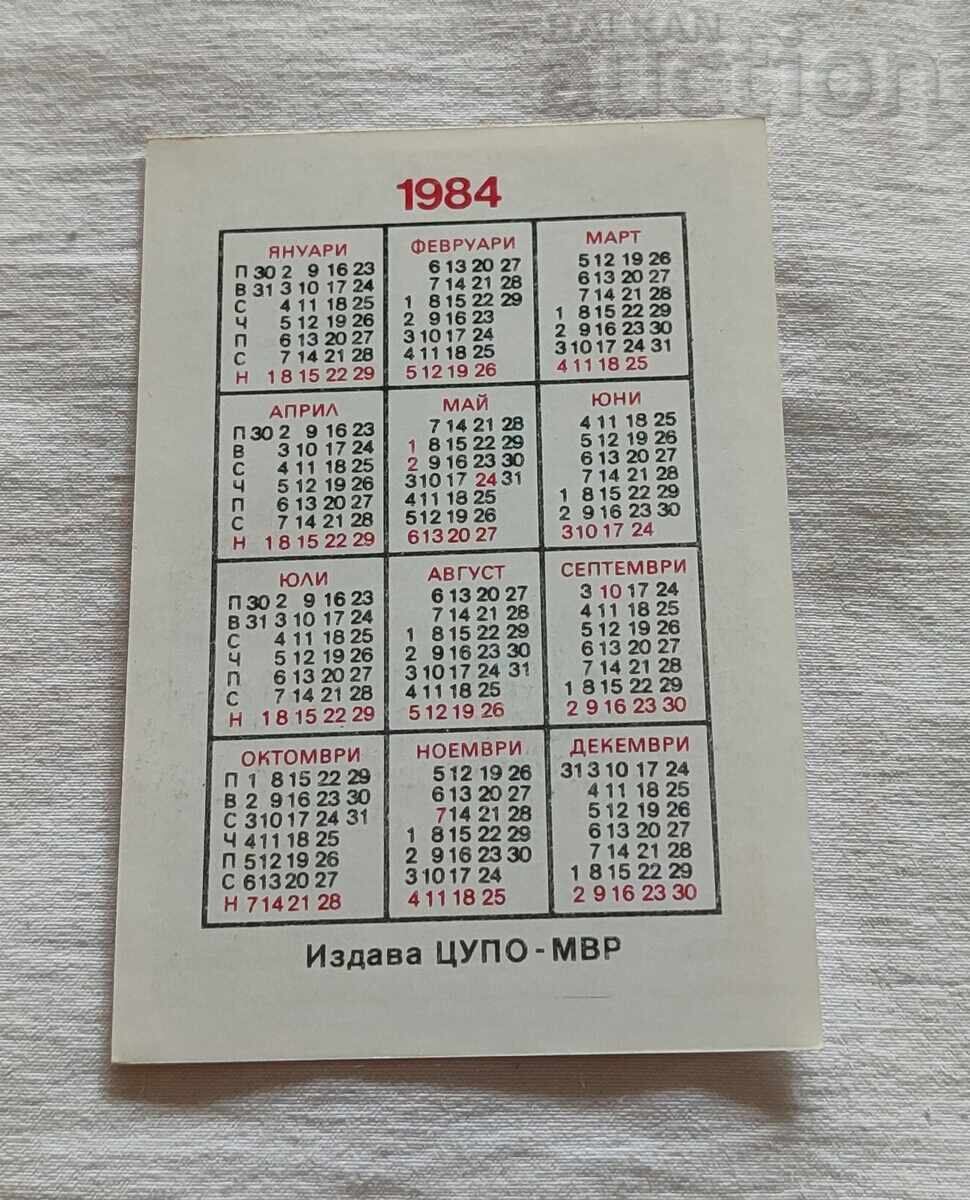 BALKAN
auction
1984
ЯНУАРИ
П 30 2 9 16 23
В 31 3 10 17 24
С 4 11 18 25
Ч 5 12 19 26
П 6 13 20 27
С 7 14 21 28
Н 1 8 15 22 29
ФЕВРУАРИ
6 13 20 27
7 14 21 28
1 8 15 22 29
2 9 16 23
3 10 17 24
4 11 18 25
5 12 19 26
МАРТ
5 12 19 26
6 13 20 27
7 14 21 28
1 8 15 22 29
2 9 16 23 30
3 10 17 24 31
4 11 18 25
АПРИЛ
П 30 2 9 16 23
В 3 10 17 24
С 4 11 18 25
Ч 5 12 19 26
П 6 13 20 27
С 7 14 21 28
Н 1 8 15 22 29
МАЙ
7 14 21 28
1 8 15 22 29
2 9 16 23 30
3 10 17 24 31
4 11 18 25
5 12 19 26
6 13 20 27
ЮНИ
4 11 18 25
5 12 19 26
6 13 20 27
7 14 21 28
1 8 15 22 29
2 9 16 23 30
3 10 17 24
ЮЛИ
П 30 2 9 16 23
В 31 3 10 17 24
С 4 11 18 25
Ч 5 12 19 26
П 6 13 20 27
С 7 14 21 28
Н 1 8 15 22 29
АВГУСТ
6 13 20 27
7 14 21 28
1 8 15 22 29
2 9 16 23 30
3 10 17 24 31
4 11 18 25
5 12 19 26
СЕПТЕМВРИ
3 10 17 24
4 11 18 25
5 12 19 26
6 13 20 27
7 14 21 28
1 8 15 22 29
2 9 16 23 30
ОКТОМВРИ
П 1 8 15 22 29
В 2 9 16 23 30
С 3 10 17 24 31
Ч 4 11 18 25
П 5 12 19 26
С 6 13 20 27
Н 7 14 21 28
НОЕМВРИ
5 12 19 26
6 13 20 27
7 14 21 28
1 8 15 22 29
2 9 16 23 30
3 10 17 24
4 11 18 25
ДЕКЕМВРИ
31 3 10 17 24
4 11 18 25
5 12 19 26
6 13 20 27
7 14 21 28
1 8 15 22 29
2 9 16 23 30
Издава ЦУПО - МВР